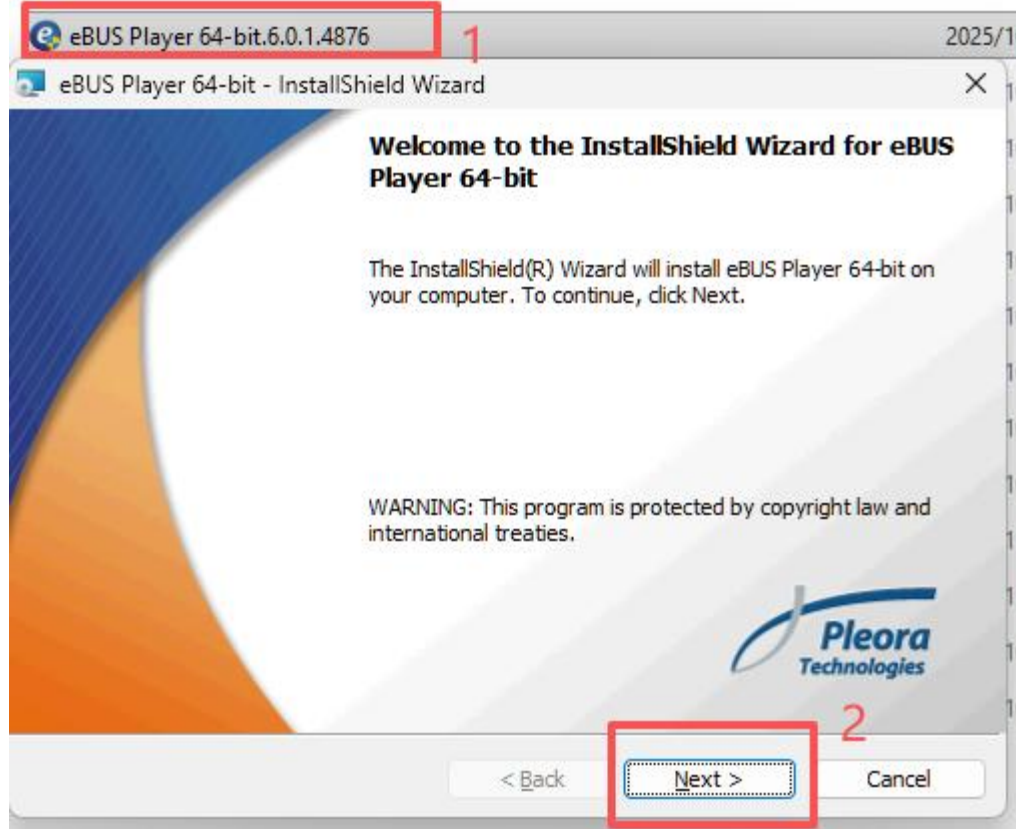 eBUS Player 64-bit.6.0.1.4876
1
2025/1
eBUS Player 64-bit - InstallShield Wizard
Welcome to the InstallShield Wizard for eBUS
Player 64-bit
The InstallShield(R) Wizard will install eBUS Player 64-bit on
your computer. To continue, click Next.
WARNING: This program is protected by copyright law and
international treaties.
Pleora
Technologies
2
< Back
Next >
Cancel